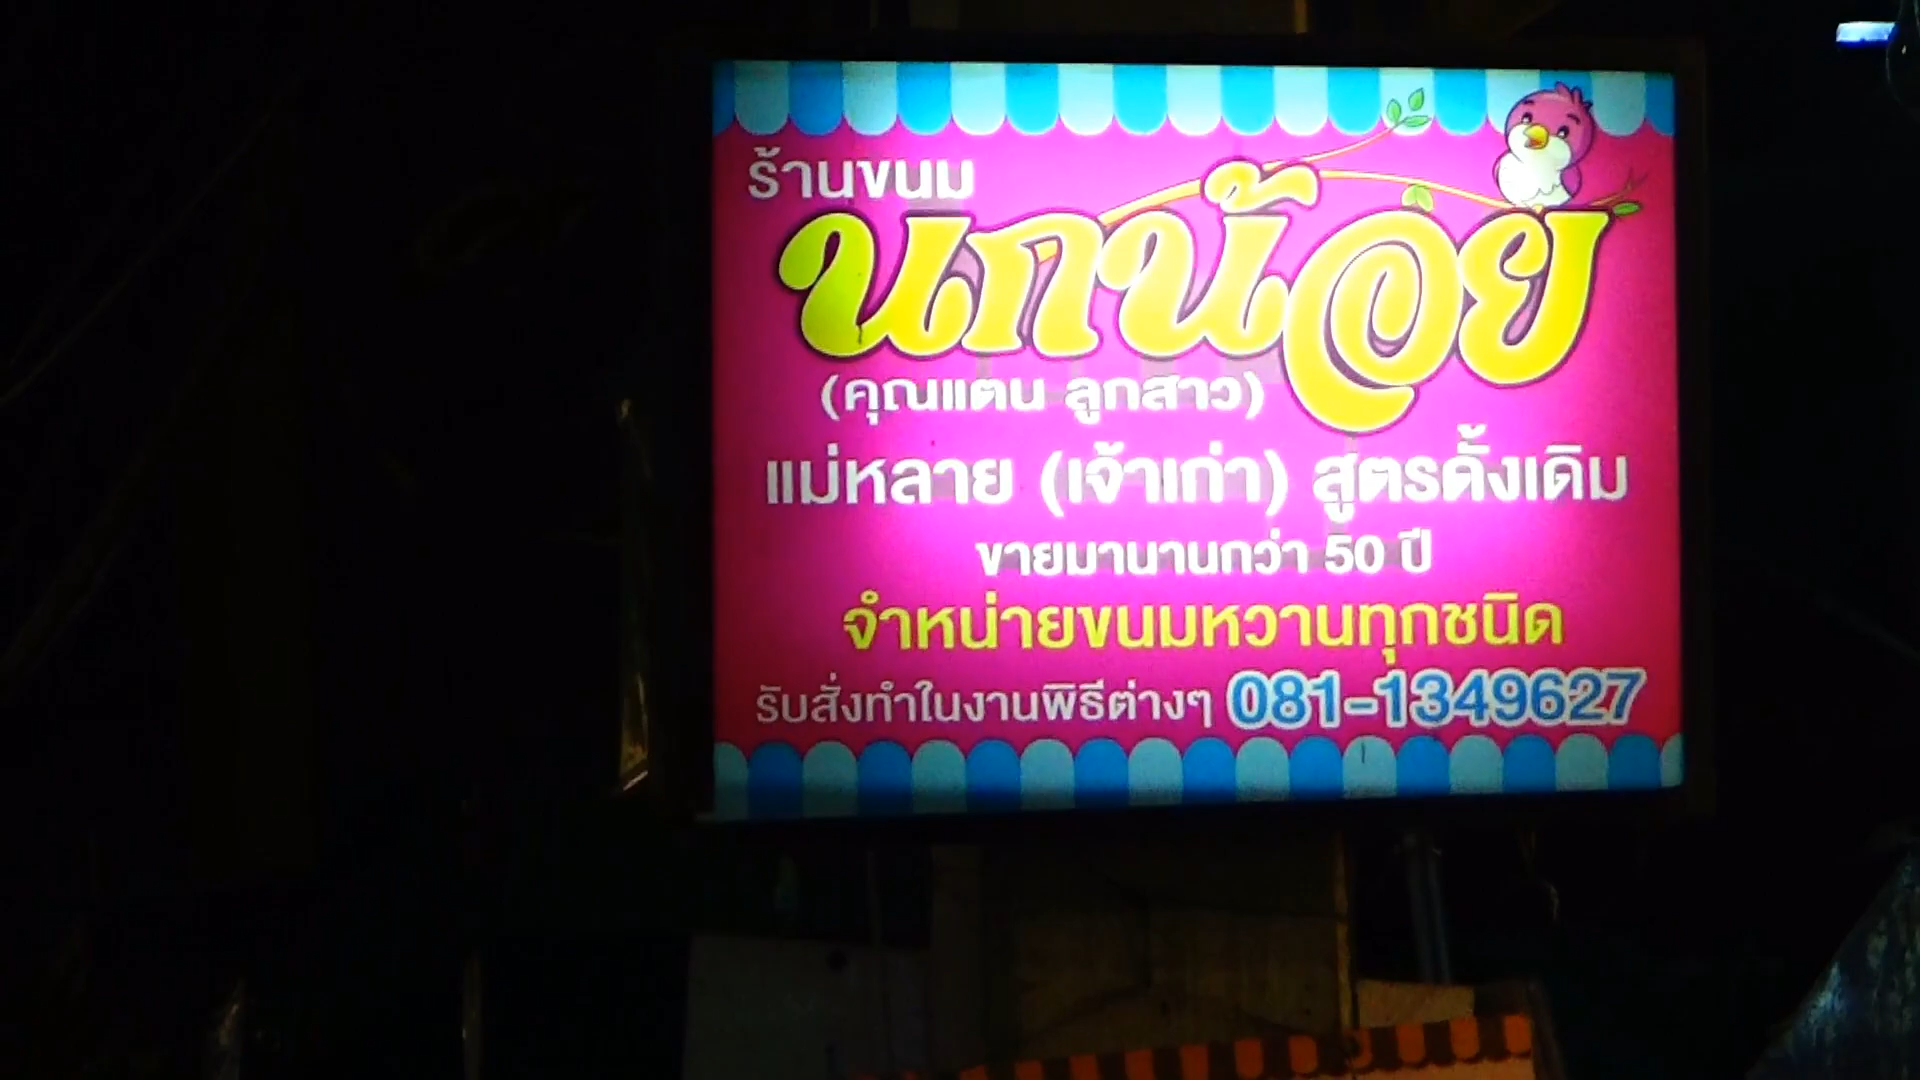 ร้านขนม
นกน้อย
(คุณแตน ลูกสาว)
แม่หลาย (เจ้าเก่า) สูตรดั้งเดิม
ขายมานานกว่า 50 ปี
จำหน่ายขนมหวานทุกชนิด
รับสั่งทำในงานพิธีต่างๆ 081-1349627